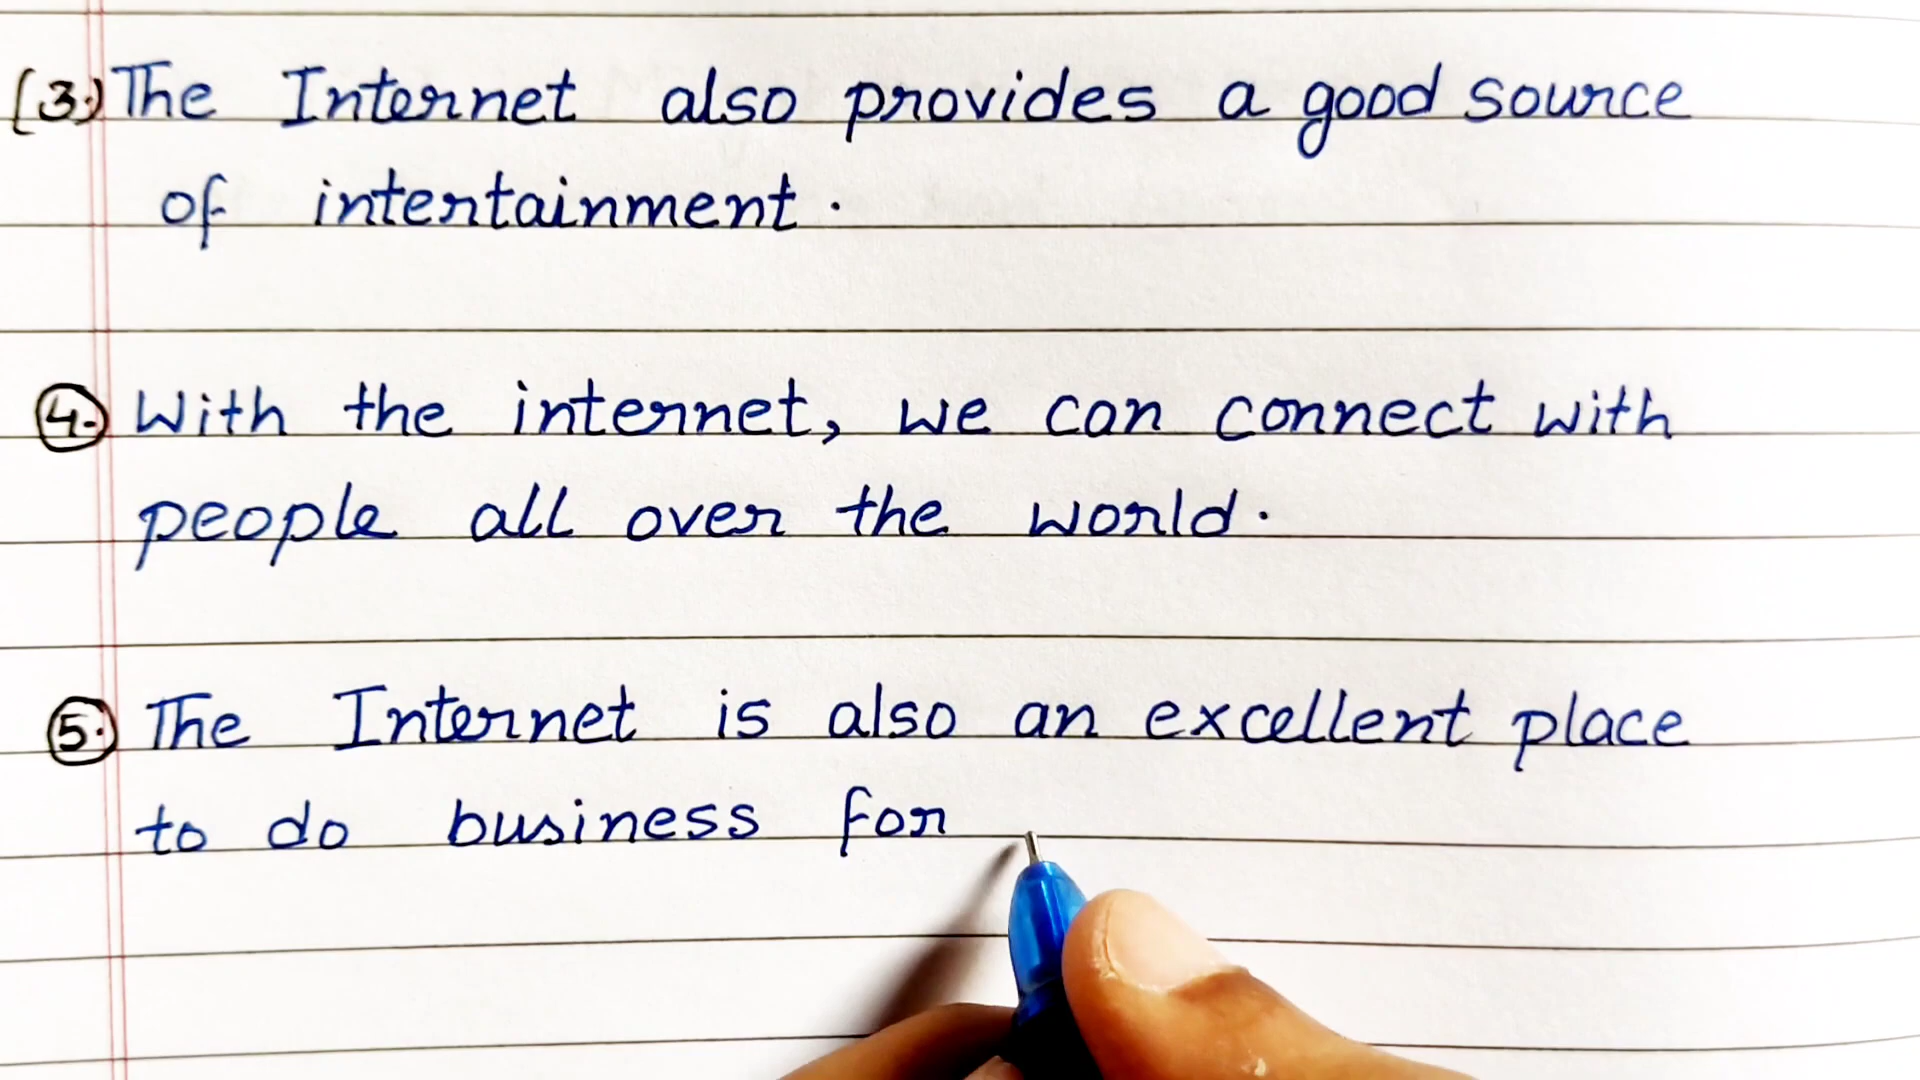 (3.) The Internet also provides a good source
of intertainment.
4. With the internet, we can connect with
people all over the world.
5. The Internet is also an excellent place
to do business for